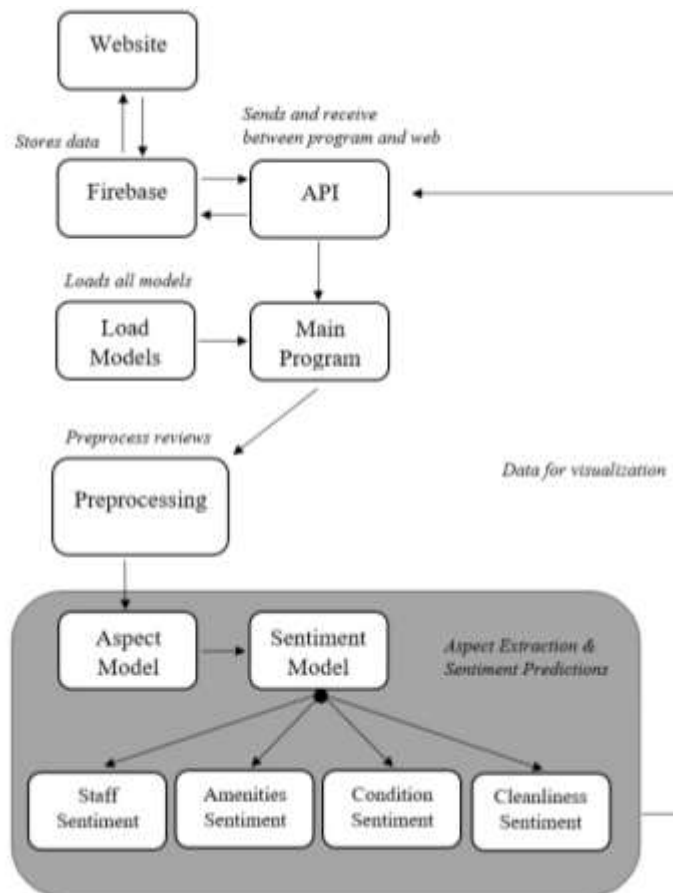 Website
Stores data
Sends and receive
between program and web
Firebase
API
Loads all models
Load
Models
Main
Program
Preprocess reviews
Preprocessing
Data for visualization
Aspect
Model
Sentiment
Model
Aspect Extraction &
Sentiment Predictions
Staff
Sentiment
Amenities
Sentiment
Condition
Sentiment
Cleanliness
Sentiment